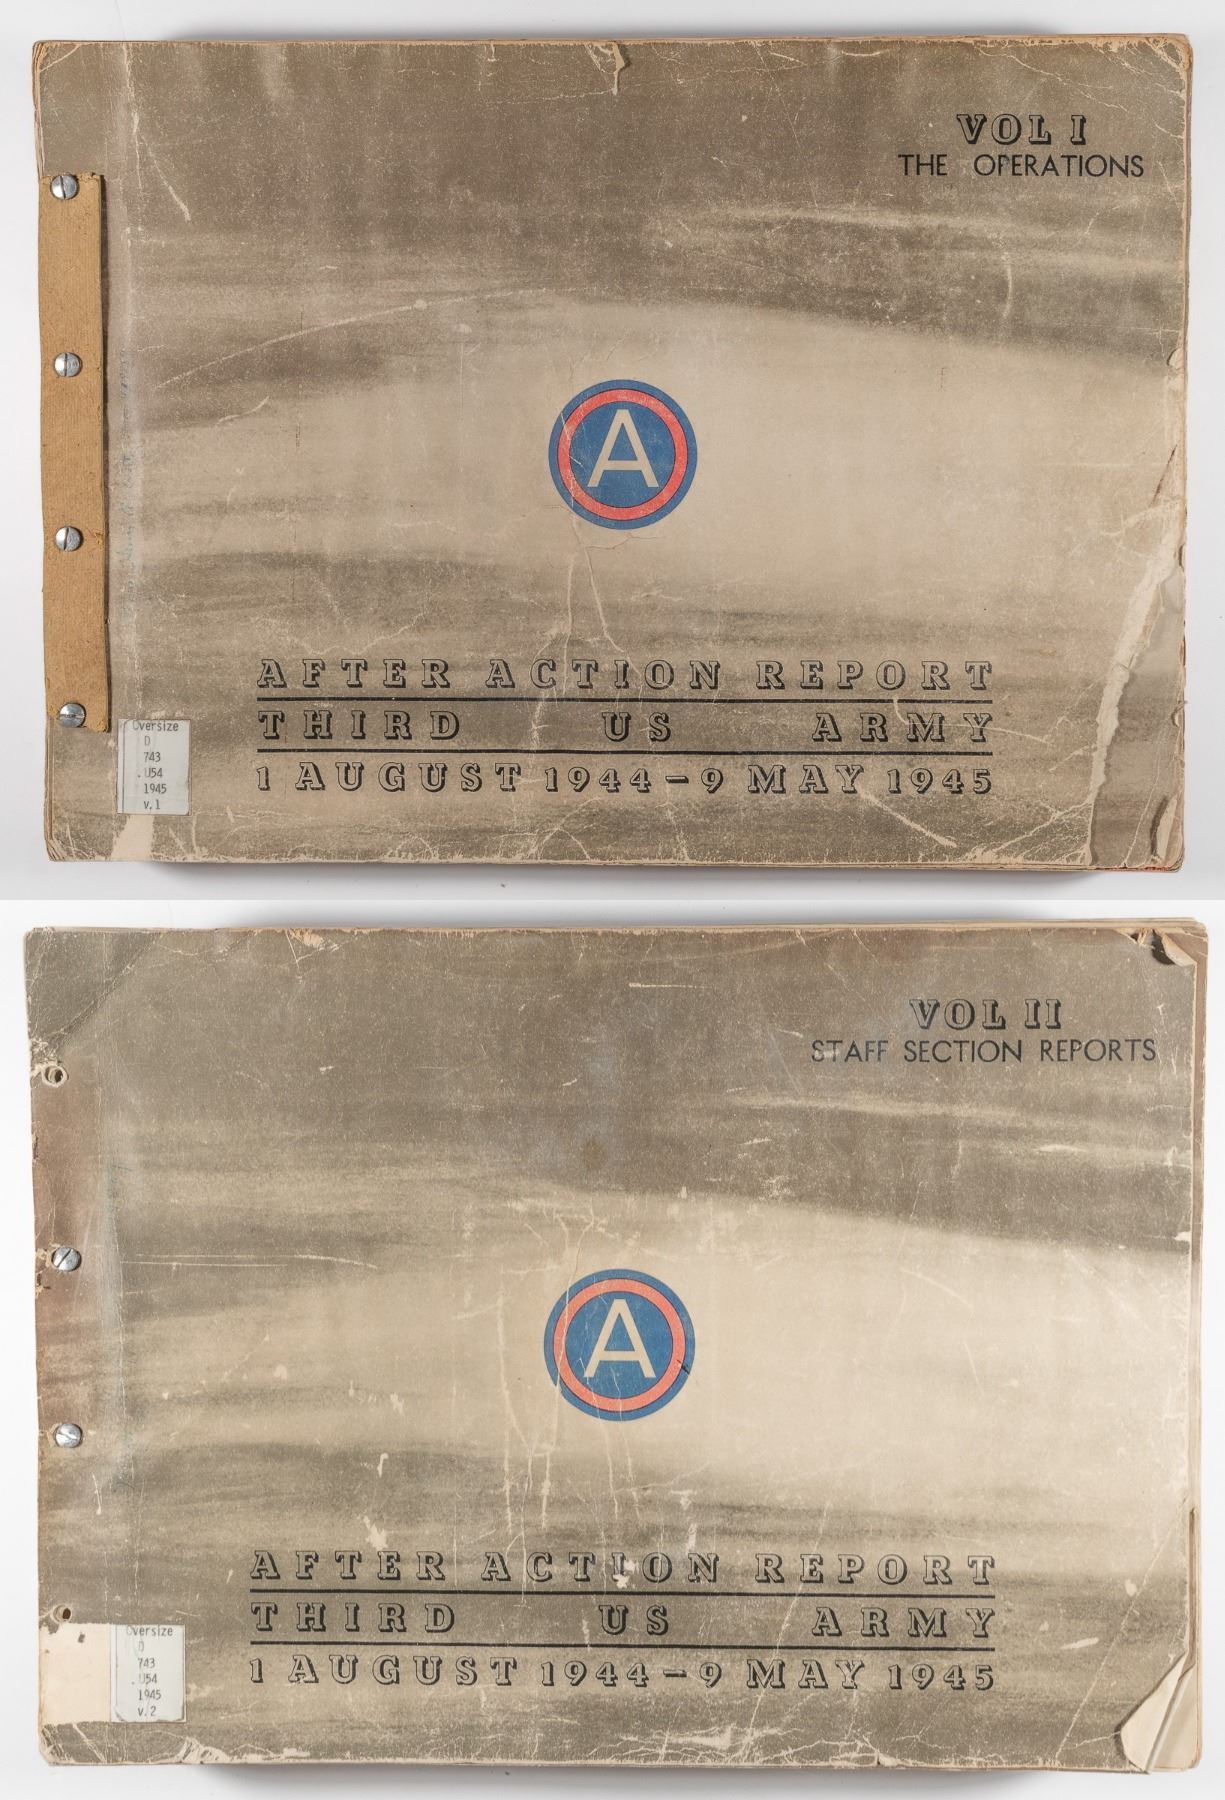 VOL I
THE OPERATIONS
A
AFTER ACTION REPORT
THIRD US ARMY
1 AUGUST 1944-9 MAY 1945
Oversize
D
743
.U54
1945
v.1
VOL II
STAFF SECTION REPORTS
A
AFTER ACTION REPORT
THIRD US ARMY
1 AUGUST 1944-9 MAY 1945
Oversize
D
743
.U54
1945
v.2